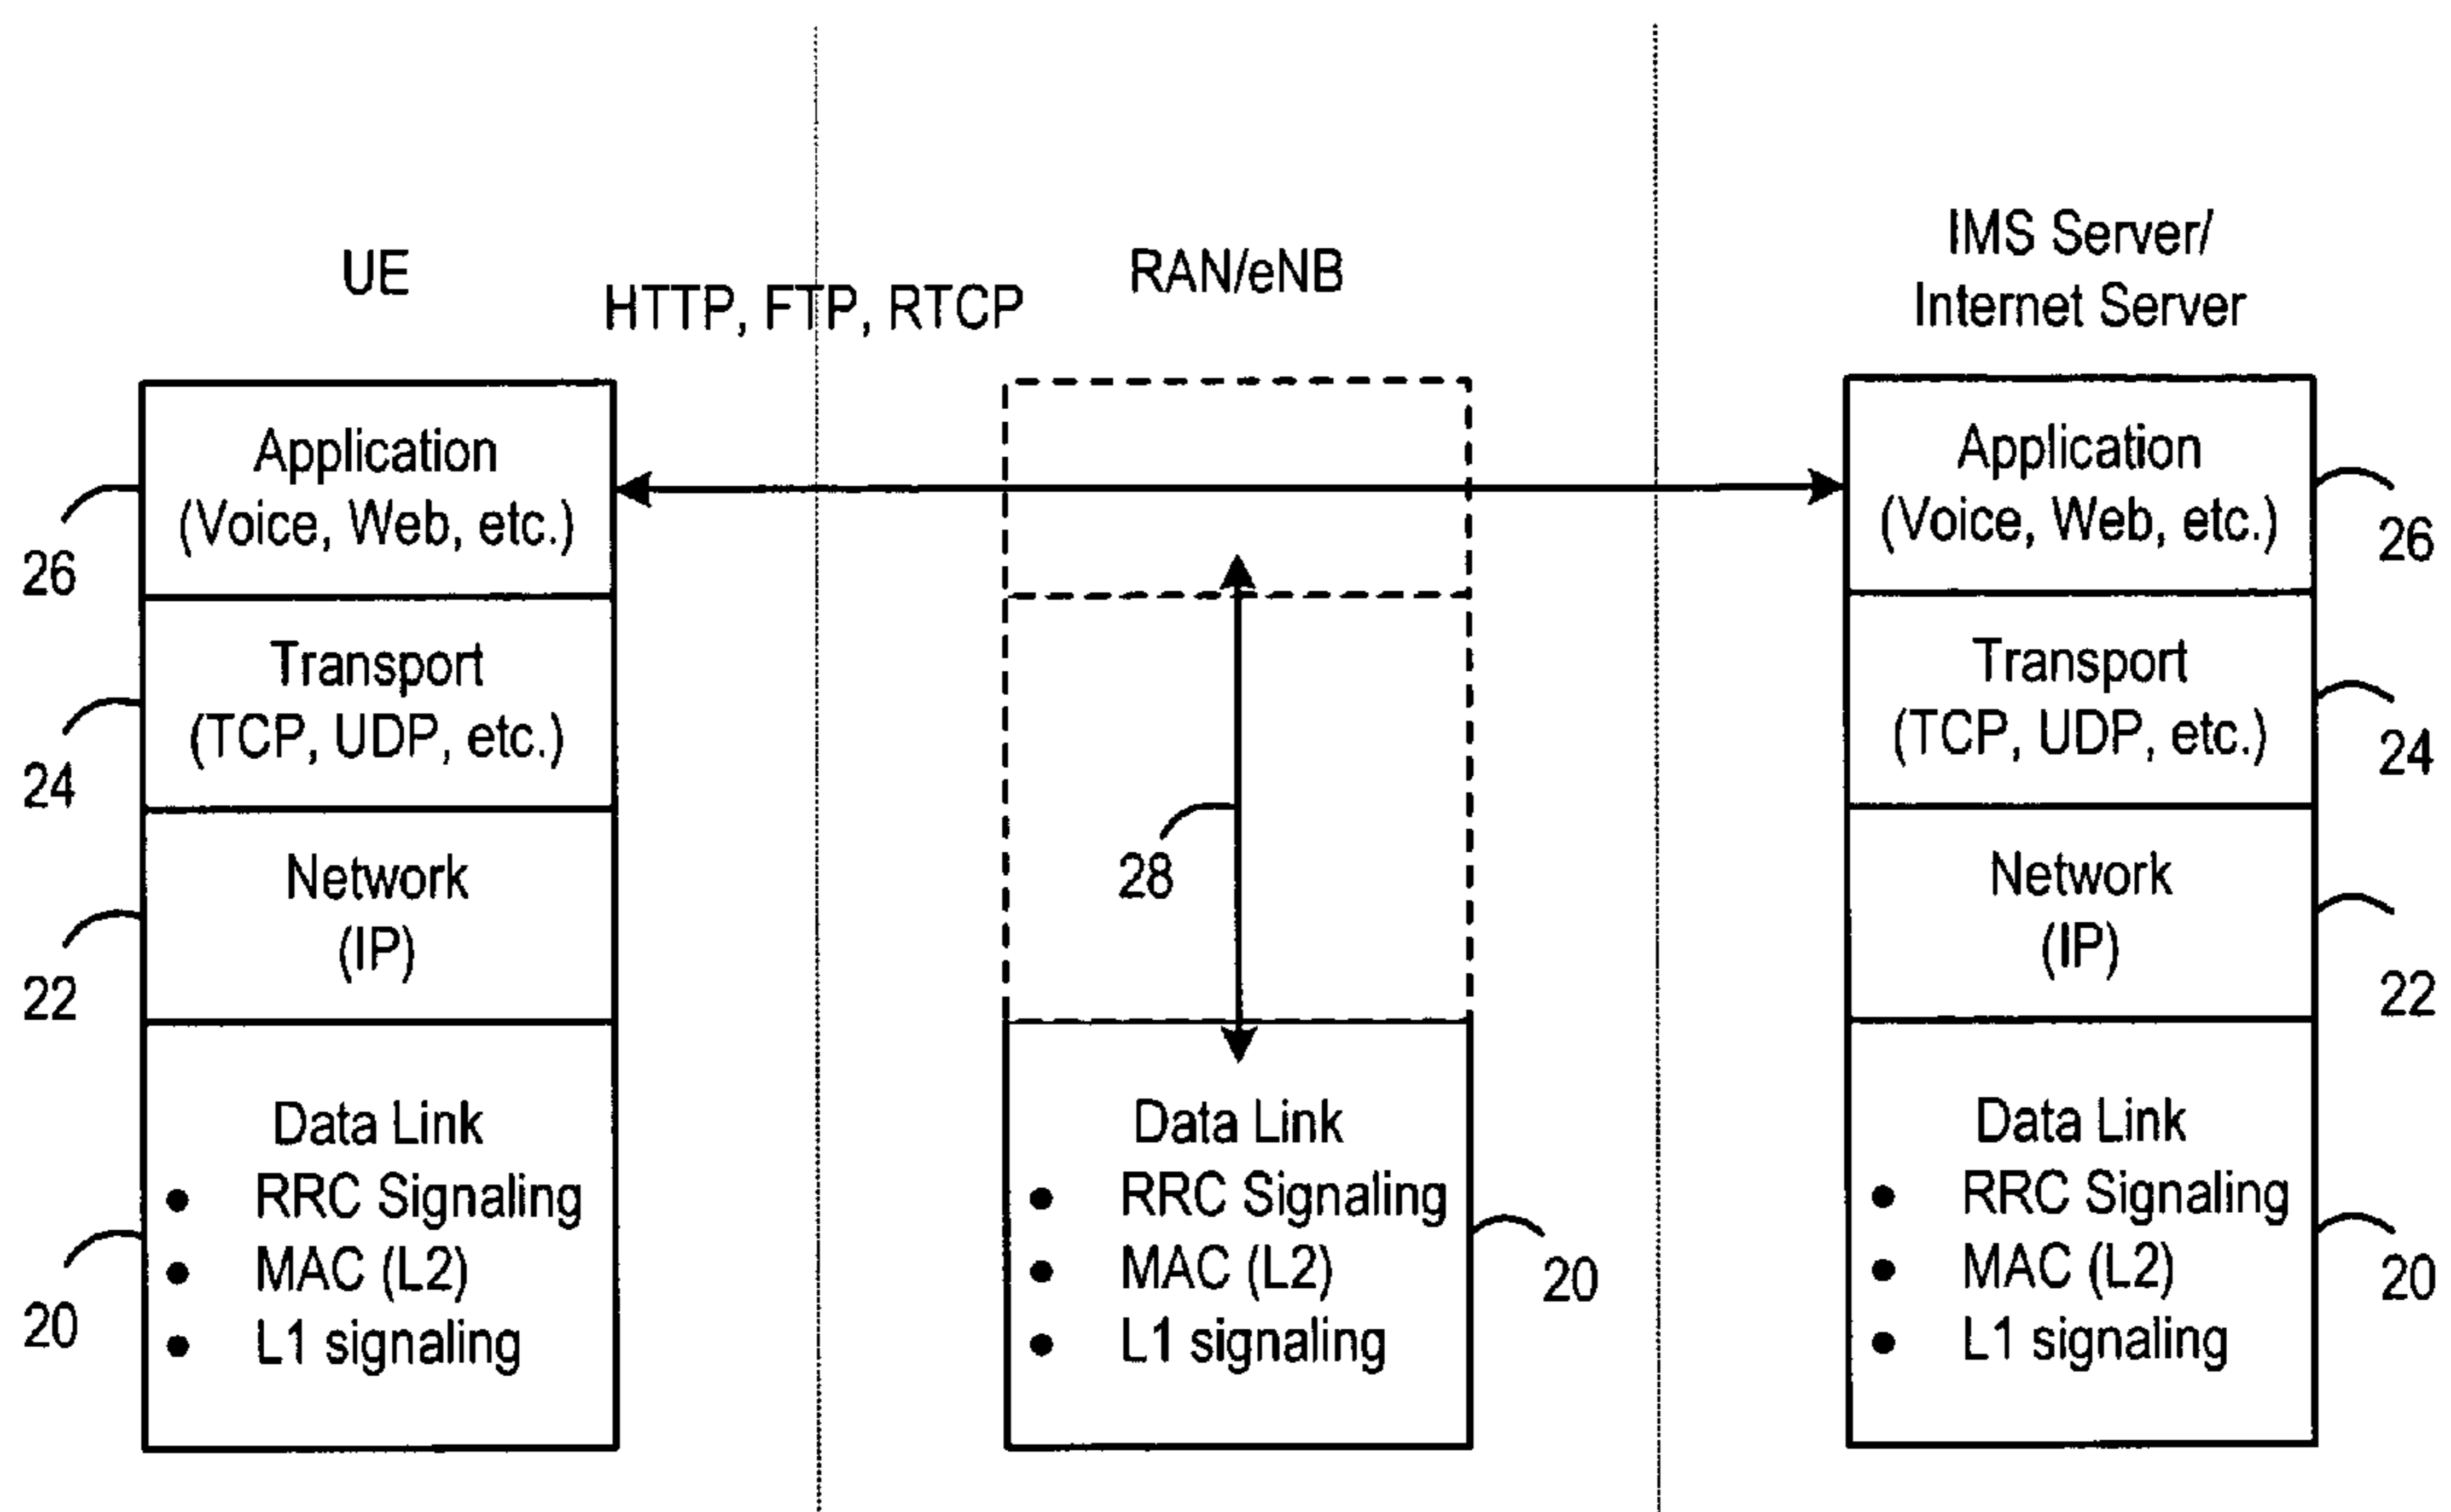 UE
HTTP, FTP, RTCP
RAN/eNB
IMS Server/
Internet Server
Application
(Voice, Web, etc.)
26
Transport
(TCP, UDP, etc.)
24
Network
(IP)
22
Data Link
• RRC Signaling
• MAC (L2)
• L1 signaling
20
28
Data Link
• RRC Signaling
• MAC (L2)
• L1 signaling
20
Application
(Voice, Web, etc.)
26
Transport
(TCP, UDP, etc.)
24
Network
(IP)
22
Data Link
• RRC Signaling
• MAC (L2)
• L1 signaling
20